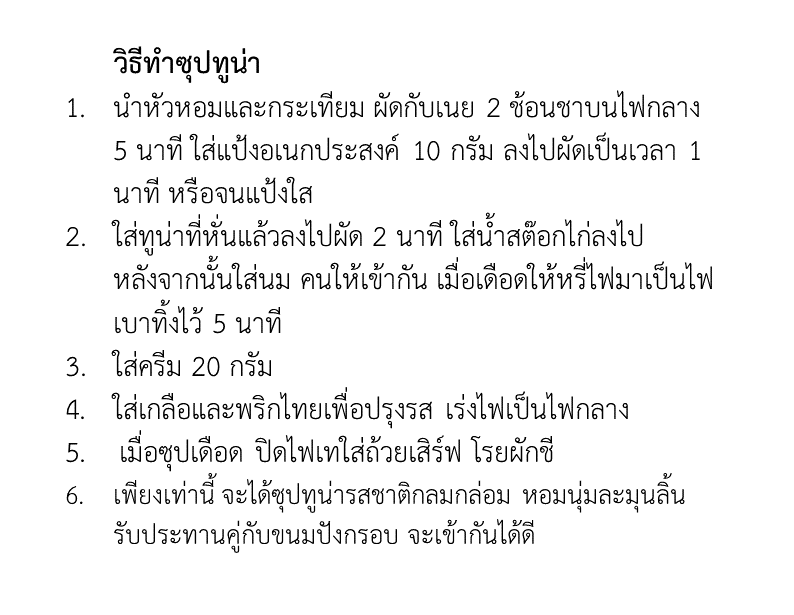 วิธีทำซุปทูน่า
1. นำหัวหอมและกระเทียม ผัดกับเนย 2 ช้อนชาบนไฟกลาง
5 นาที ใส่แป้งอเนกประสงค์ 10 กรัม ลงไปผัดเป็นเวลา 1
นาที หรือจนแป้งใส
2. ใส่ทูน่าที่หั่นแล้วลงไปผัด 2 นาที ใส่น้ำสต๊อกไก่ลงไป
หลังจากนั้นใส่นม คนให้เข้ากัน เมื่อเดือดให้หรี่ไฟมาเป็นไฟ
เบาทิ้งไว้ 5 นาที
3. ใส่ครีม 20 กรัม
4. ใส่เกลือและพริกไทยเพื่อปรุงรส เร่งไฟเป็นไฟกลาง
5. เมื่อซุปเดือด ปิดไฟเทใส่ถ้วยเสิร์ฟ โรยผักชี
6. เพียงเท่านี้ จะได้ซุปทูน่ารสชาติกลมกล่อม หอมนุ่มละมุนลิ้น
รับประทานคู่กับขนมปังกรอบ จะเข้ากันได้ดี